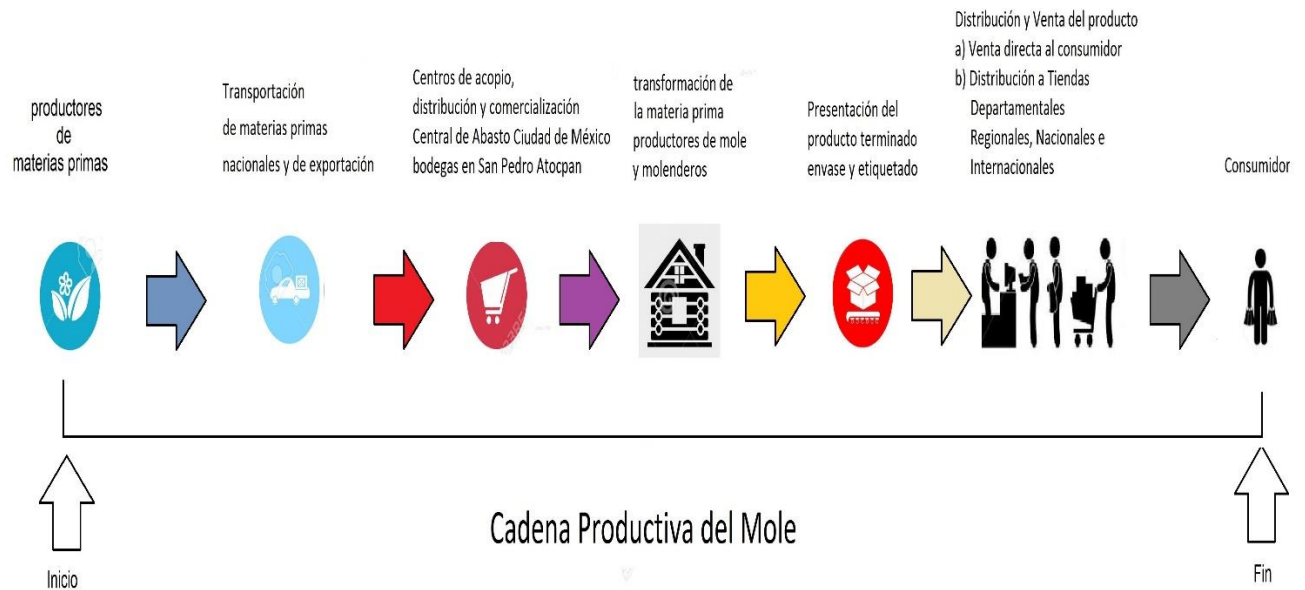 productores
de
materias primas
Transportación
de materias primas
nacionales y de exportación
Centros de acopio,
distribución y comercialización
Central de Abasto Ciudad de México
bodegas en San Pedro Atocpan
transformación de
la materia prima
productores de mole
y molenderos
Presentación del
producto terminado
envase y etiquetado
Distribución y Venta del producto
a) Venta directa al consumidor
b) Distribución a Tiendas
Departamentales
Regionales, Nacionales e
Internacionales
Consumidor
Cadena Productiva del Mole
Inicio
Fin